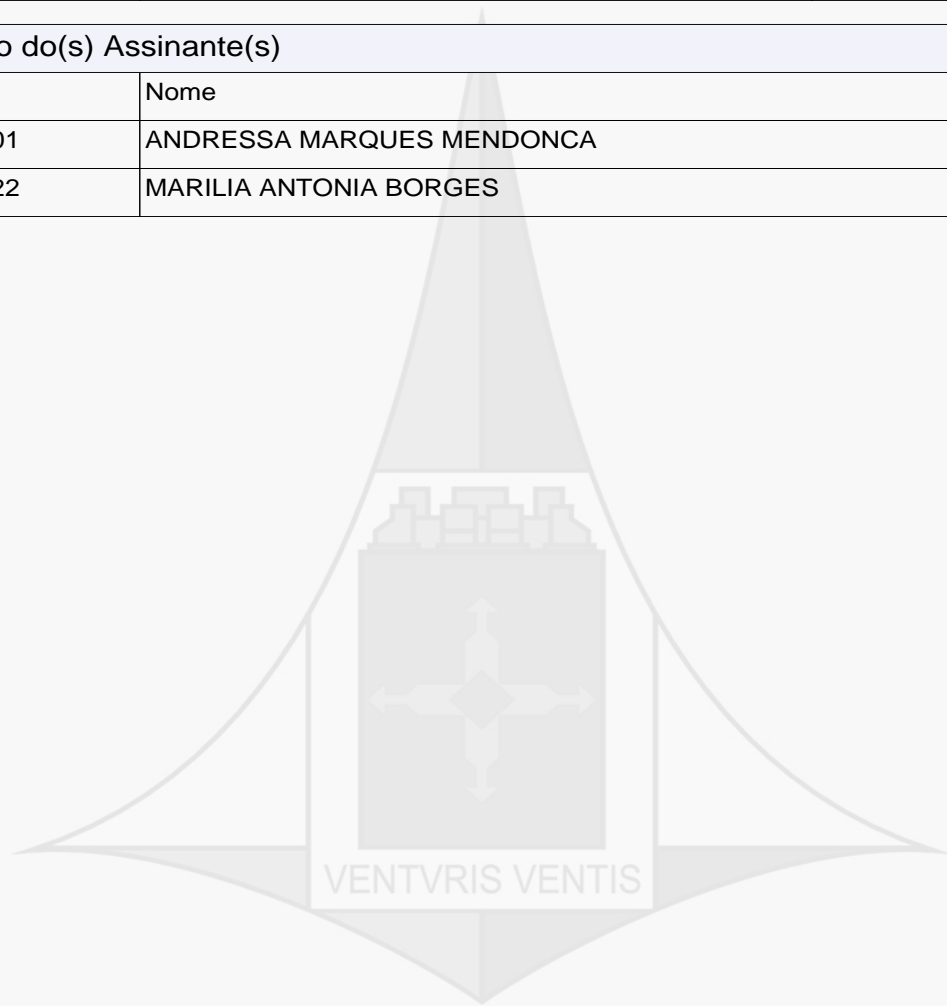 o do(s) Assinante(s)
Nome
01 ANDRESSA MARQUES MENDONCA
22 MARILIA ANTONIA BORGES
VENTVRIS VENTIS